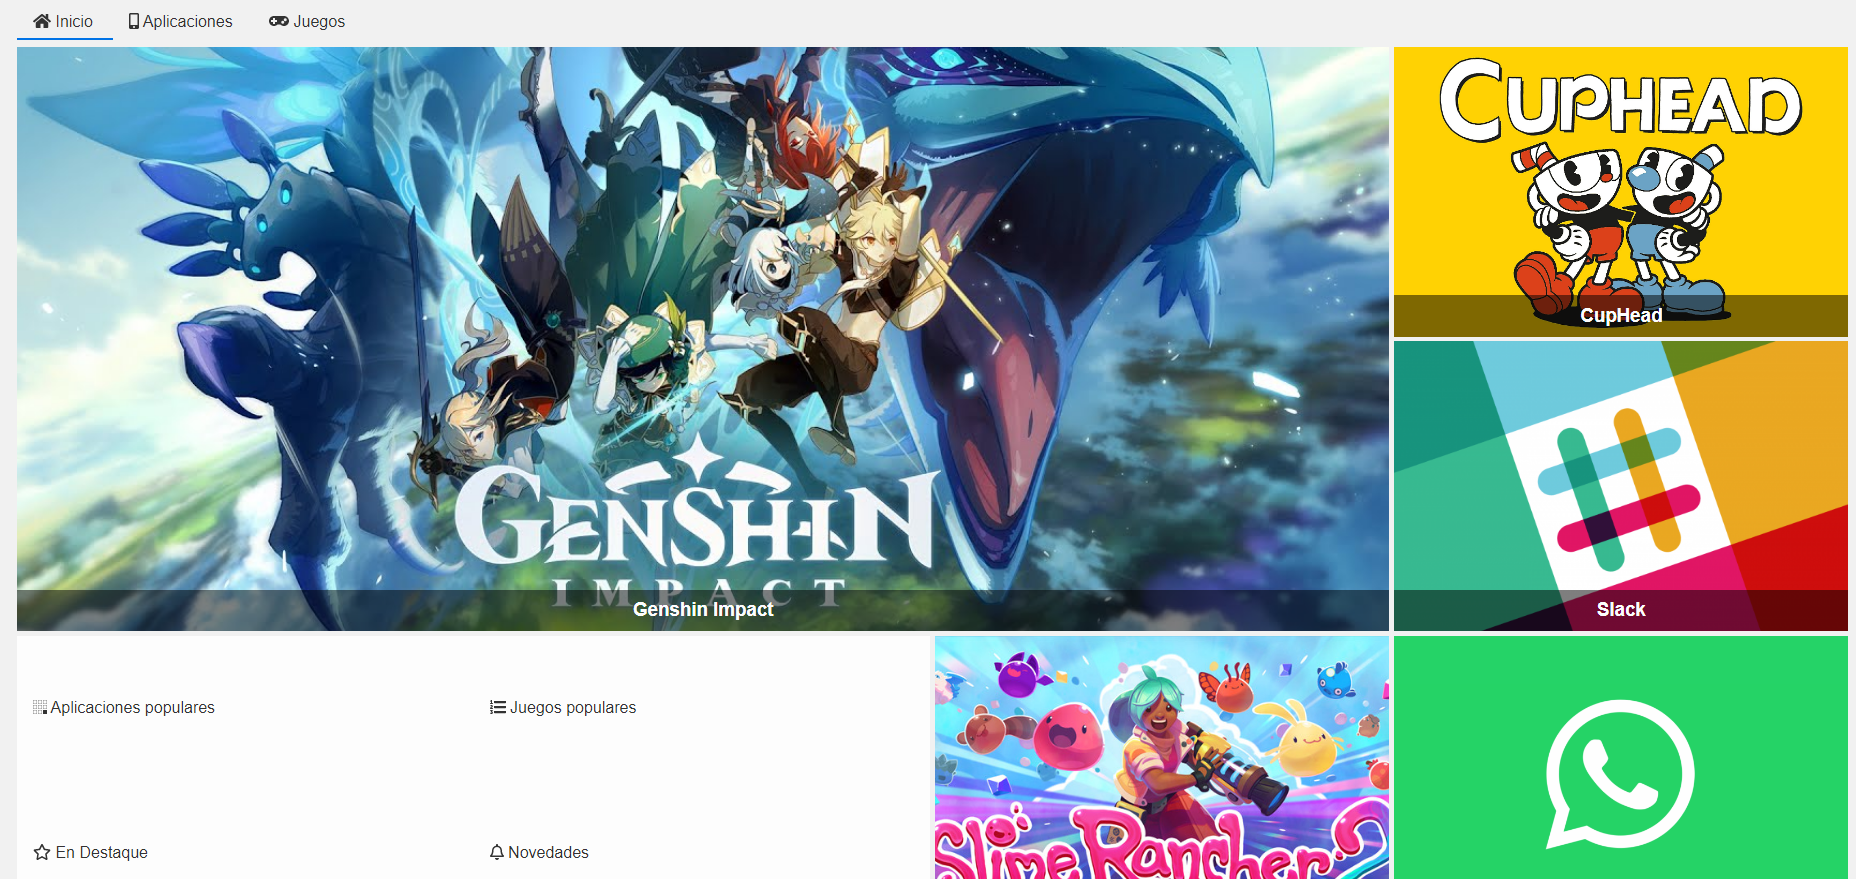 Inicio
Aplicaciones
Juegos
GENSHIN
IMPACT
Genshin Impact
CUPHEAD
CupHead
Slack
Aplicaciones populares
Juegos populares
En Destaque
Novedades
Slime Rancher 2